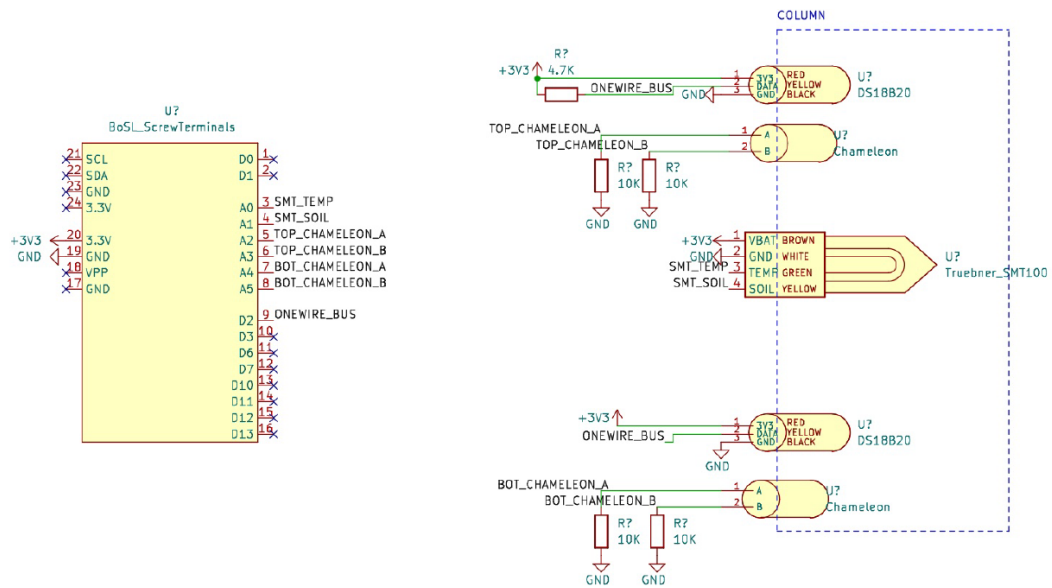 COLUMN
R?
4.7K
+3V3
ONEWIRE_BUS
GND
1 3V3 RED
2 DATA YELLOW
3 GND BLACK
U?
DS18B20
TOP_CHAMELEON_A
TOP_CHAMELEON_B
1 A
2 B
U?
Chameleon
R?
10K
R?
10K
GND
GND
U?
BoSL_ScrewTerminals
21 SCL
22 SDA
23 GND
24 3.3V
+3V3 20 3.3V
GND 19 GND
18 VPP
17 GND
D0 1
D1 2
A0 3 SMT_TEMP
A1 4 SMT_SOIL
A2 5 TOP_CHAMELEON_A
A3 6 TOP_CHAMELEON_B
A4 7 BOT_CHAMELEON_A
A5 8 BOT_CHAMELEON_B
D2 9 ONEWIRE_BUS
D3 10
D6 11
D7 12
D10 13
D11 14
D12 15
D13 16
+3V3 1 VBAT BROWN
GND 2 GND WHITE
SMT_TEMP 3 TEMP GREEN
SMT_SOIL 4 SOIL YELLOW
U?
Truebner_SMT100
+3V3
ONEWIRE_BUS
GND
1 3V3 RED
2 DATA YELLOW
3 GND BLACK
U?
DS18B20
BOT_CHAMELEON_A
BOT_CHAMELEON_B
1 A
2 B
U?
Chameleon
R?
10K
R?
10K
GND
GND